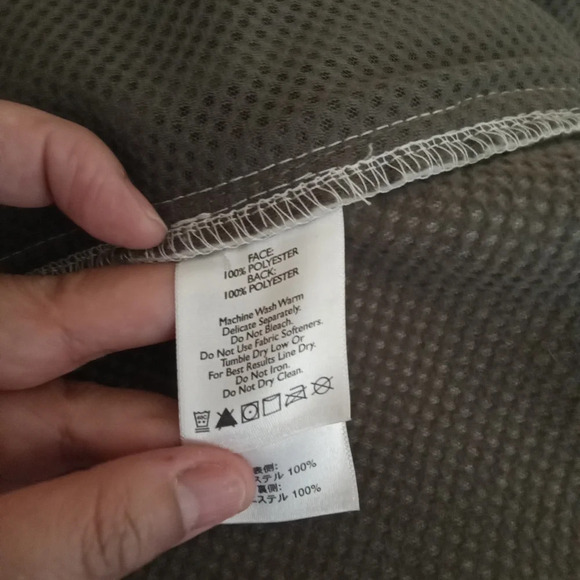 FACE:
100% POLYESTER
BACK:
100% POLYESTER
Machine Wash Warm
Delicate Separately.
Do Not Bleach.
Do Not Use Fabric Softeners.
Tumble Dry Low Or
For Best Results Line Dry.
Do Not Iron.
Do Not Dry Clean.
表側:
ステル 100%
裏側:
ステル 100%